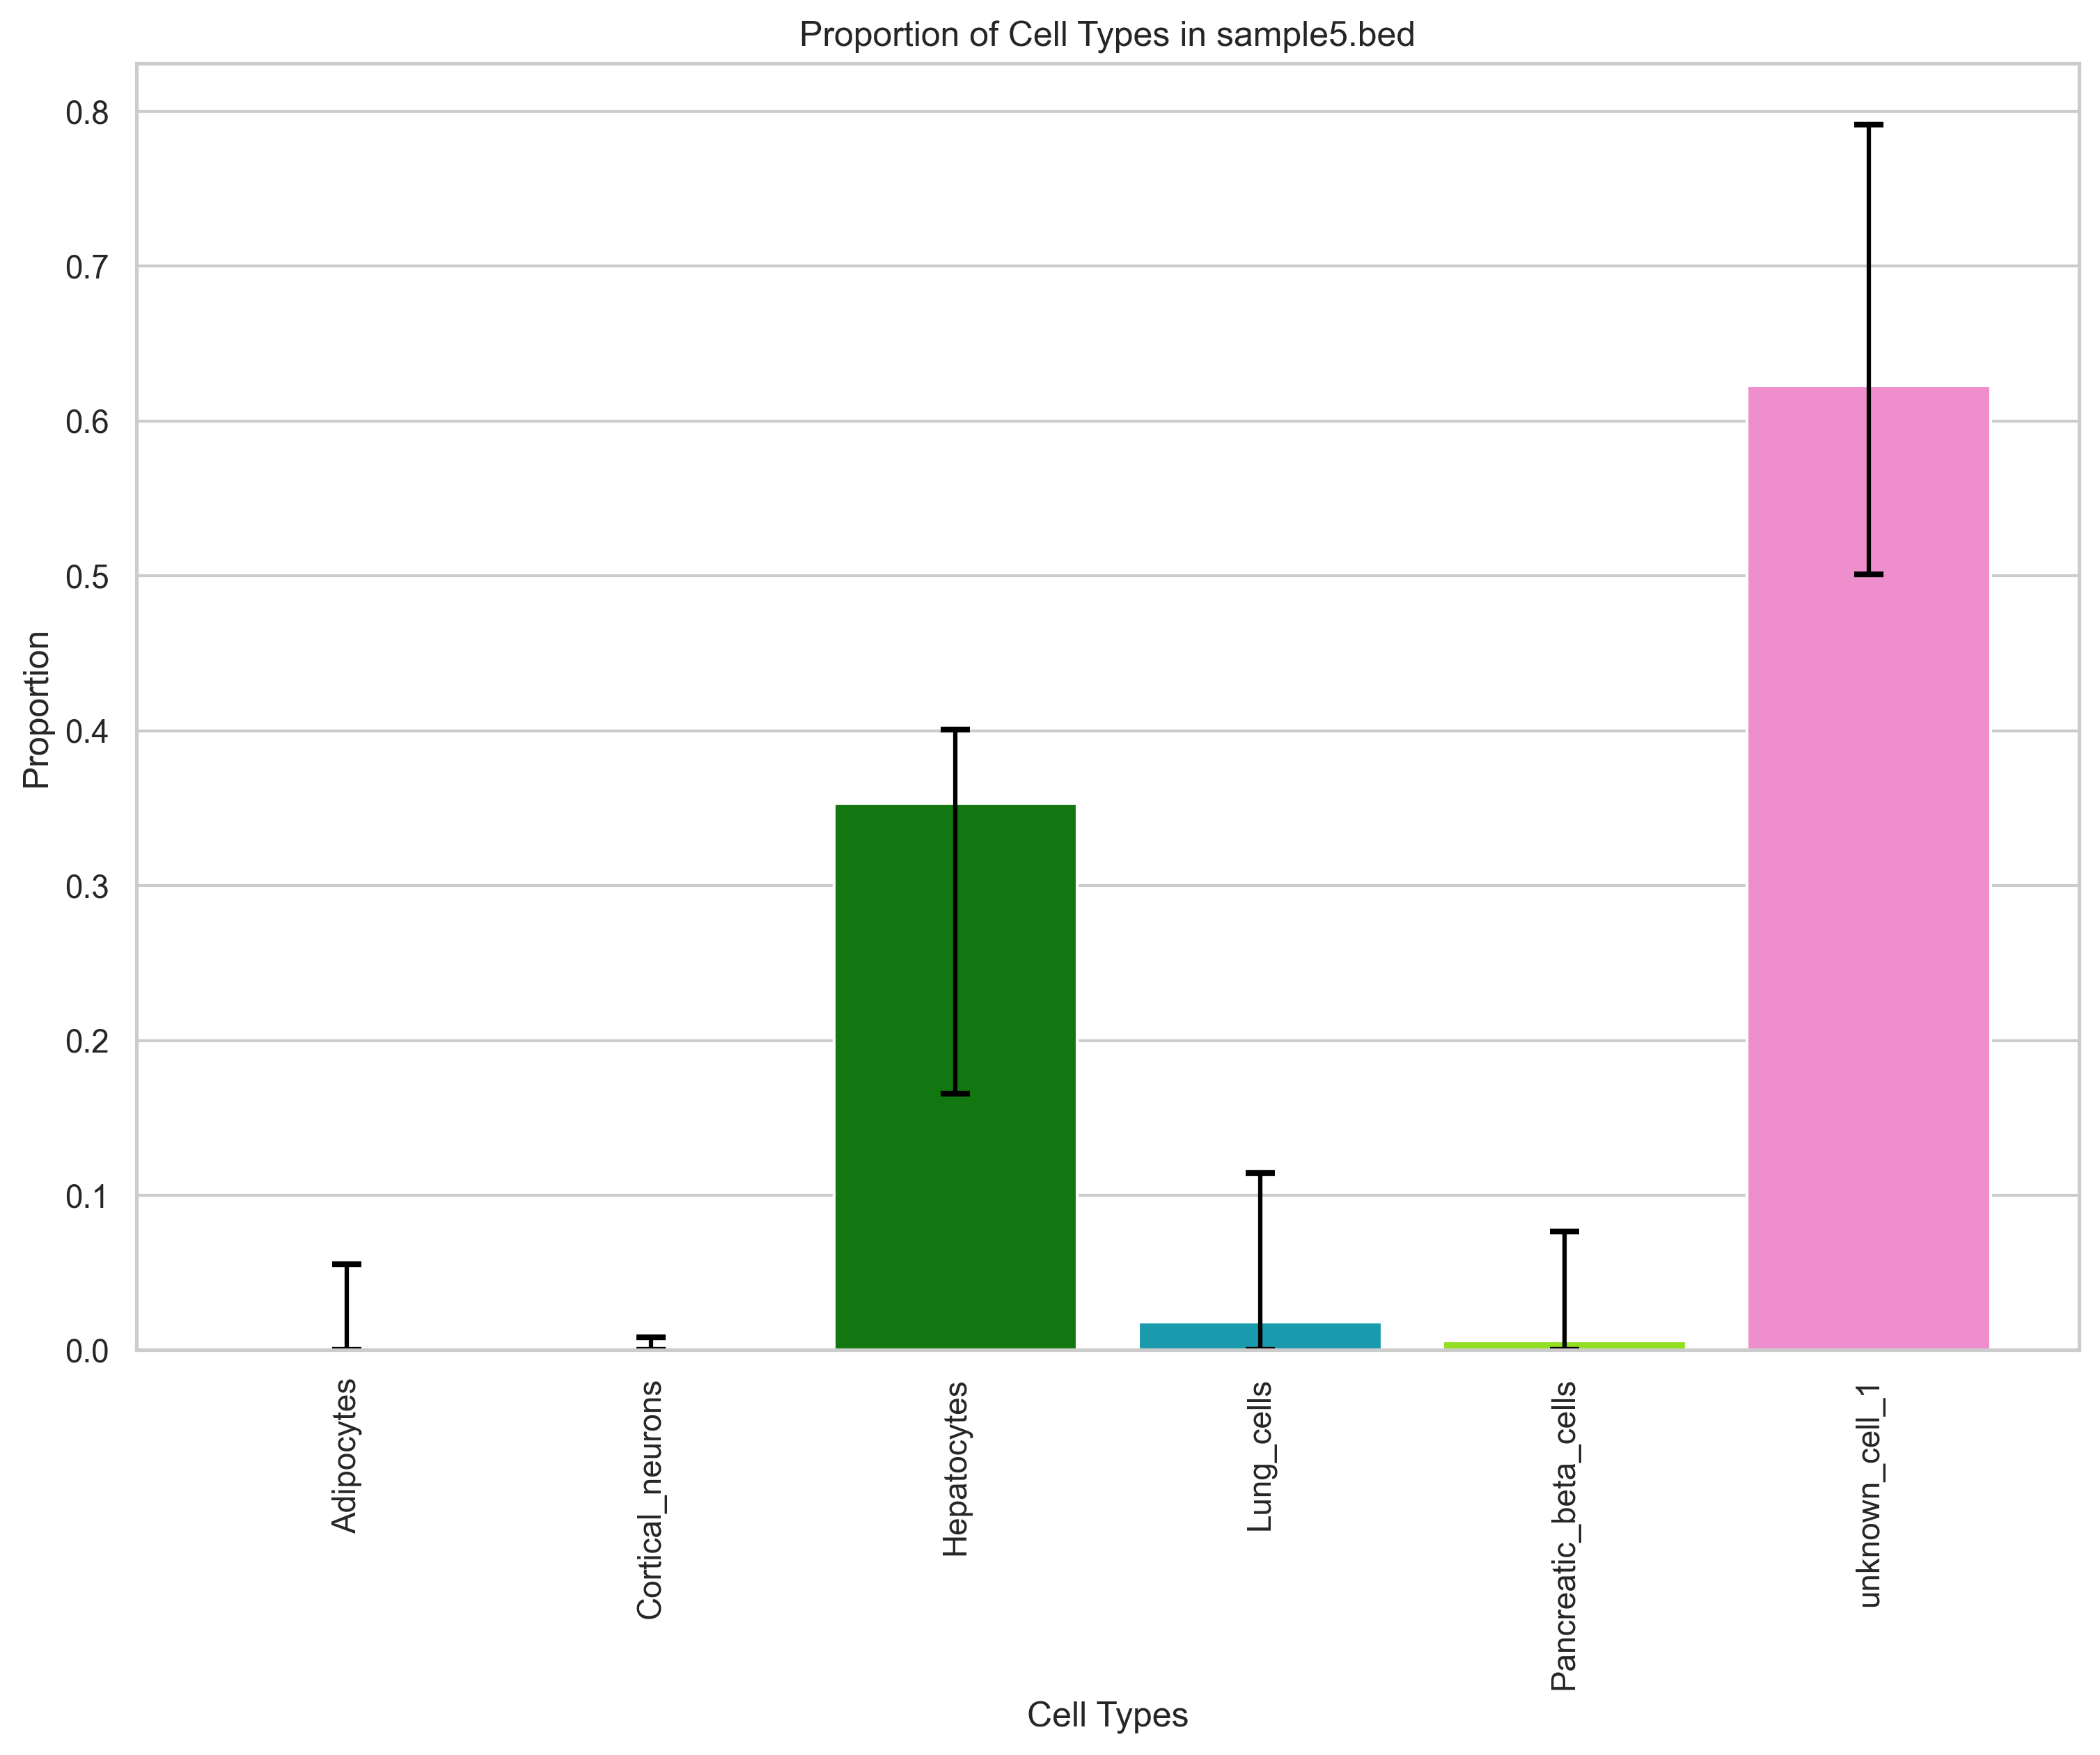 Proportion of Cell Types in sample5.bed
Proportion
0.8
0.7
0.6
0.5
0.4
0.3
0.2
0.1
0.0
Adipocytes
Cortical_neurons
Hepatocytes
Lung_cells
Pancreatic_beta_cells
unknown_cell_1
Cell Types